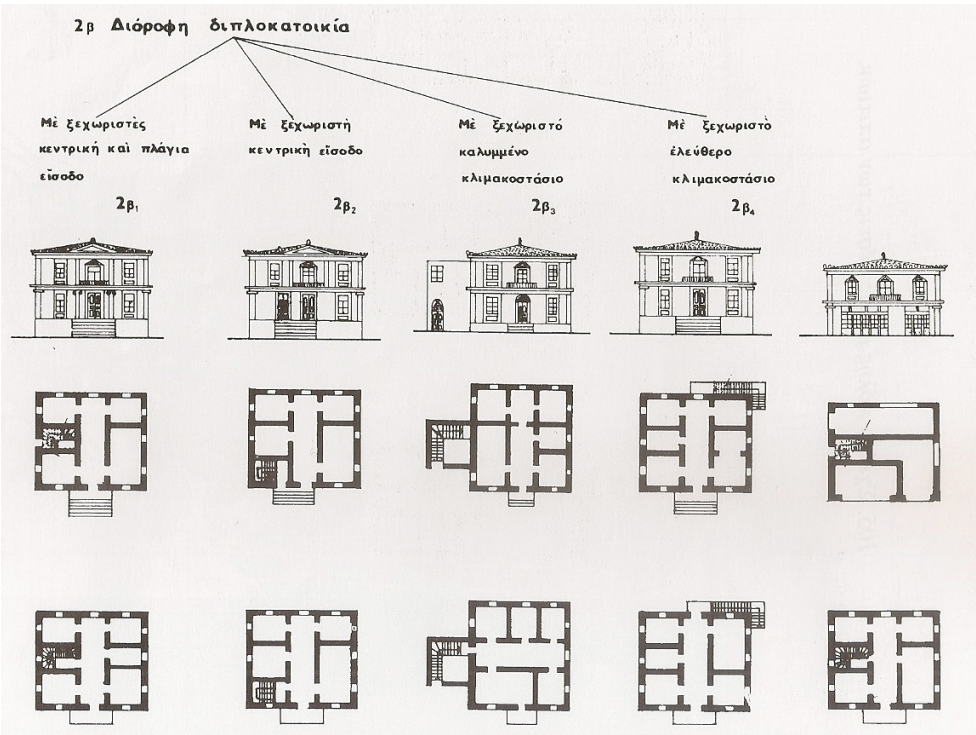 2β Διόροφη διπλοκατοικία
Μὲ ξεχωριστὲς
κεντρικὴ καὶ πλάγια
εἴσοδο
2β₁
Μὲ ξεχωριστὴ
κεντρικὴ εἴσοδο
2β₂
Μὲ ξεχωριστό
καλυμμένο
κλιμακοστάσιο
2β₃
Μὲ ξεχωριστὸ
ἐλεύθερο
κλιμακοστάσιο
2β₄